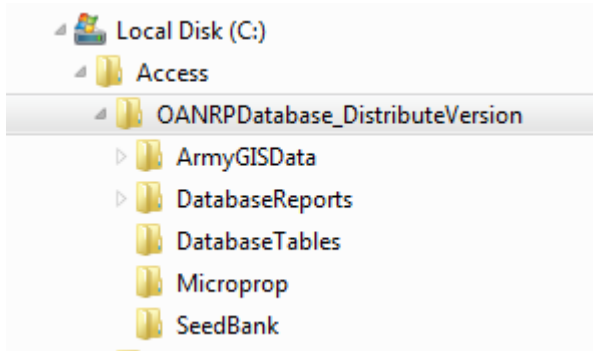 Local Disk (C:)
Access
OANRPDatabase_DistributeVersion
ArmyGISData
DatabaseReports
DatabaseTables
Microprop
SeedBank